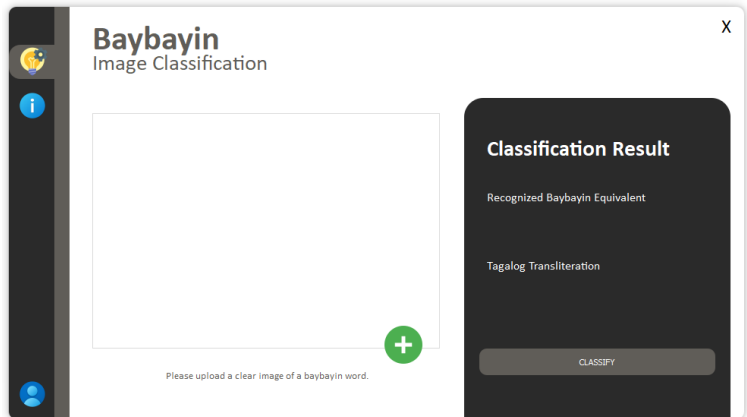 X
Baybayin
Image Classification
Classification Result
Recognized Baybayin Equivalent
Tagalog Transliteration
CLASSIFY
Please upload a clear image of a baybayin word.